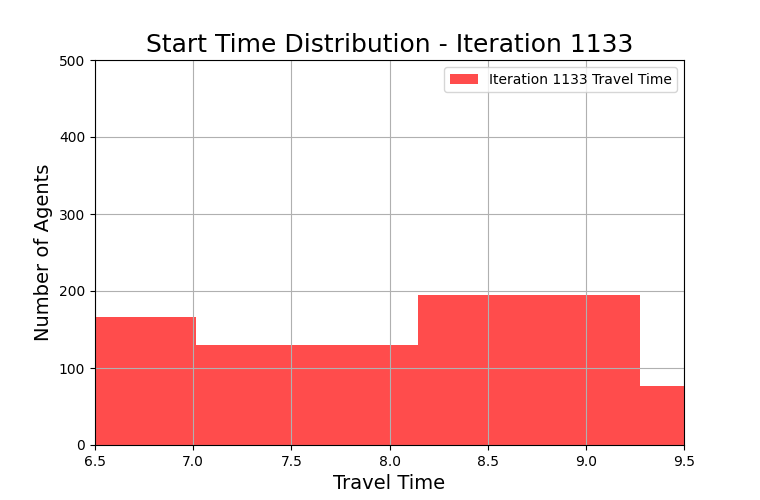 Start Time Distribution - Iteration 1133
Iteration 1133 Travel Time
Number of Agents
500
400
300
200
100
0
6.5 7.0 7.5 8.0 8.5 9.0 9.5
Travel Time